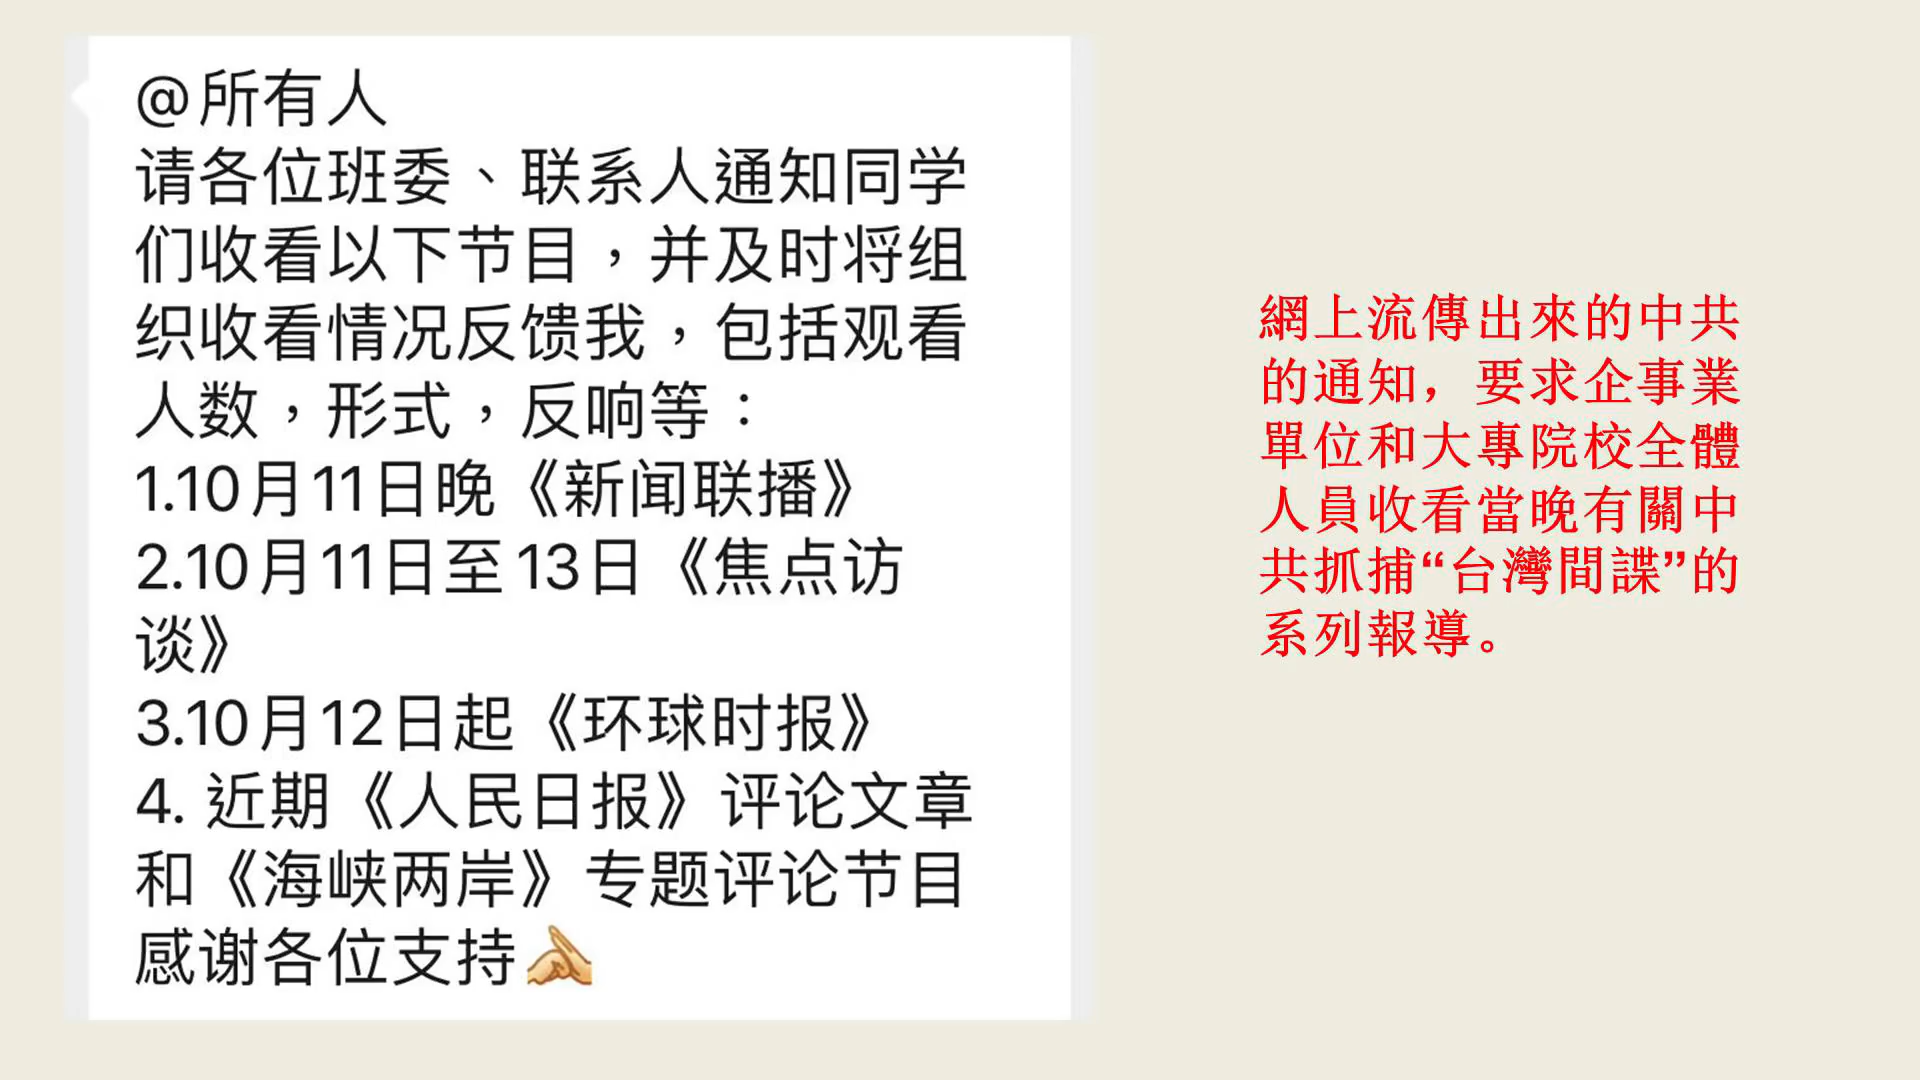 @所有人
请各位班委、联系人通知同学
们收看以下节目，并及时将组
织收看情况反馈我，包括观看
人数，形式，反响等：
1.10月11日晚《新闻联播》
2.10月11日至13日《焦点访
谈》
3.10月12日起《环球时报》
4. 近期《人民日报》评论文章
和《海峡两岸》专题评论节目
感谢各位支持
網上流傳出來的中共
的通知，要求企事業
單位和大專院校全體
人員收看當晚有關中
共抓捕“台灣間諜”的
系列報導。